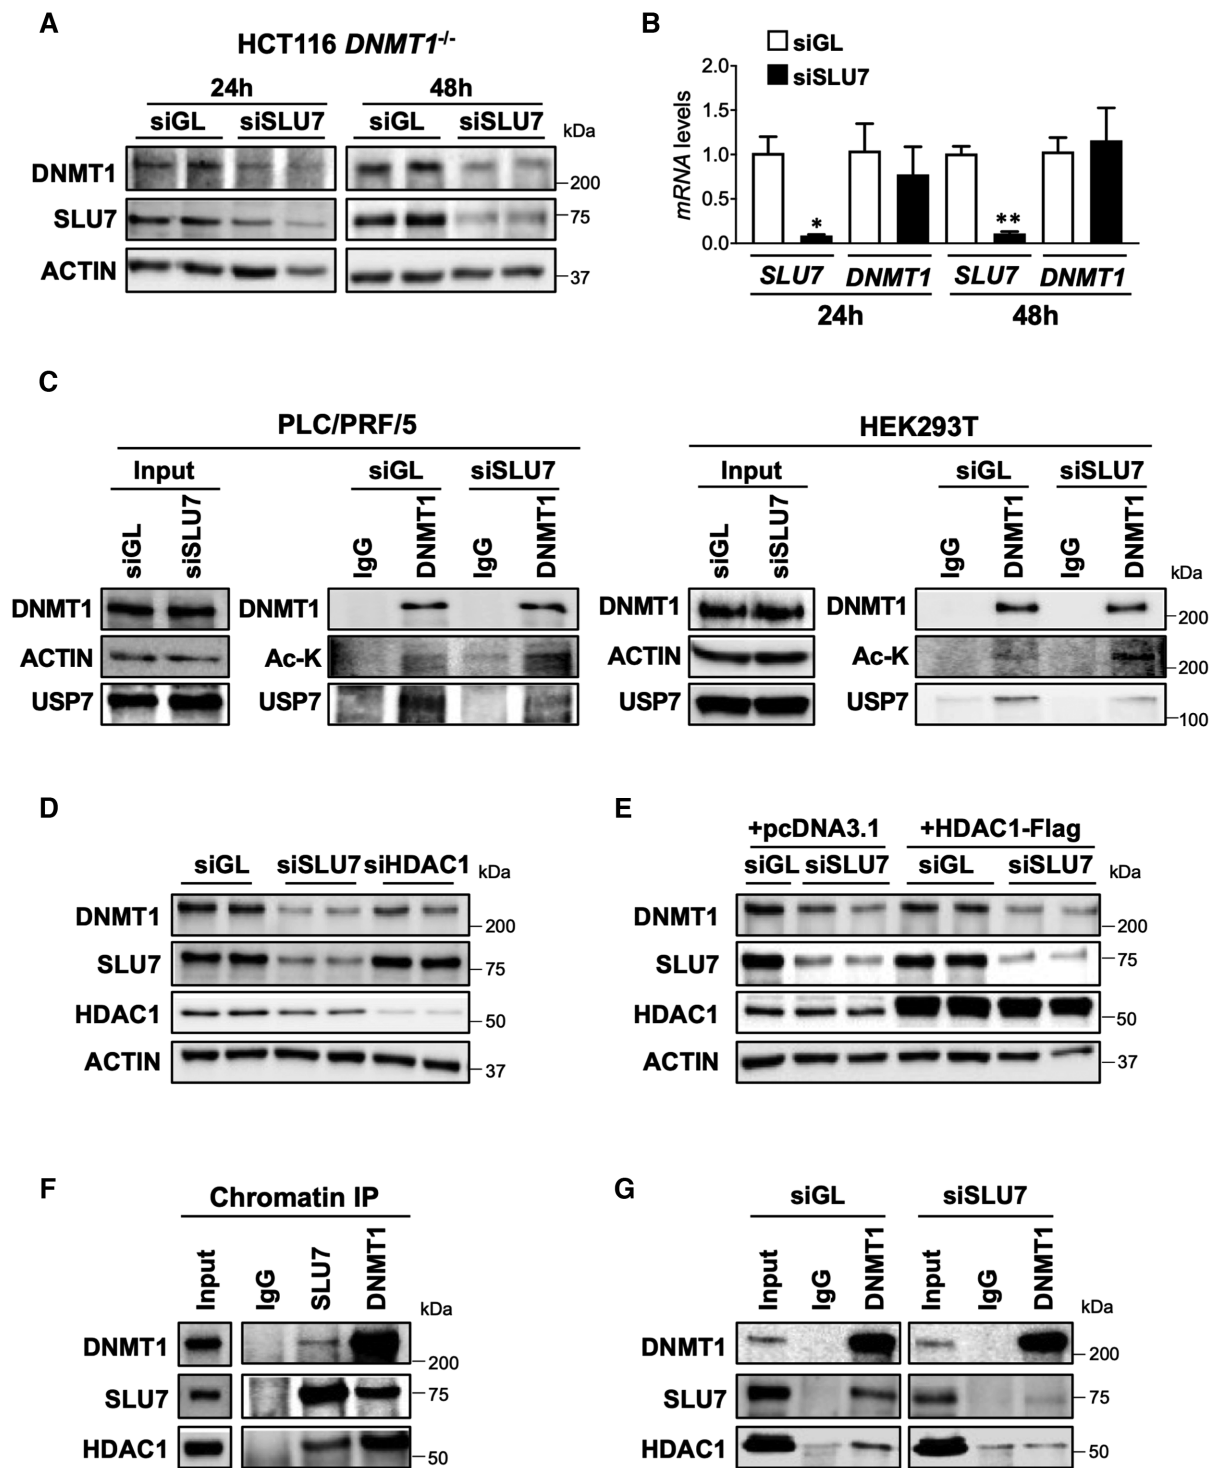 A
HCT116 DNMT1-/-
24h 48h
siGL siSLU7 siGL siSLU7
kDa
DNMT1
200
SLU7
75
ACTIN
37
B
siGL
siSLU7
mRNA levels
2.0
1.5
1.0
0.5
0.0
* **
SLU7 DNMT1 SLU7 DNMT1
24h 48h
C
PLC/PRF/5
Input siGL siSLU7
siGL siSLU7 IgG DNMT1 IgG DNMT1
DNMT1 DNMT1
ACTIN Ac-K
USP7 USP7
HEK293T
Input siGL siSLU7
siGL siSLU7 IgG DNMT1 IgG DNMT1
kDa
DNMT1 DNMT1 200
ACTIN Ac-K 200
USP7 USP7 100
D
siGL siSLU7 siHDAC1 kDa
DNMT1 200
SLU7 75
HDAC1 50
ACTIN 37
E
+pcDNA3.1 +HDAC1-Flag
siGL siSLU7 siGL siSLU7 kDa
DNMT1 200
SLU7 75
HDAC1 50
ACTIN 37
F
Chromatin IP
Input IgG SLU7 DNMT1
kDa
DNMT1 200
SLU7 75
HDAC1 50
G
siGL siSLU7
Input IgG DNMT1 Input IgG DNMT1
kDa
DNMT1 200
SLU7 75
HDAC1 50